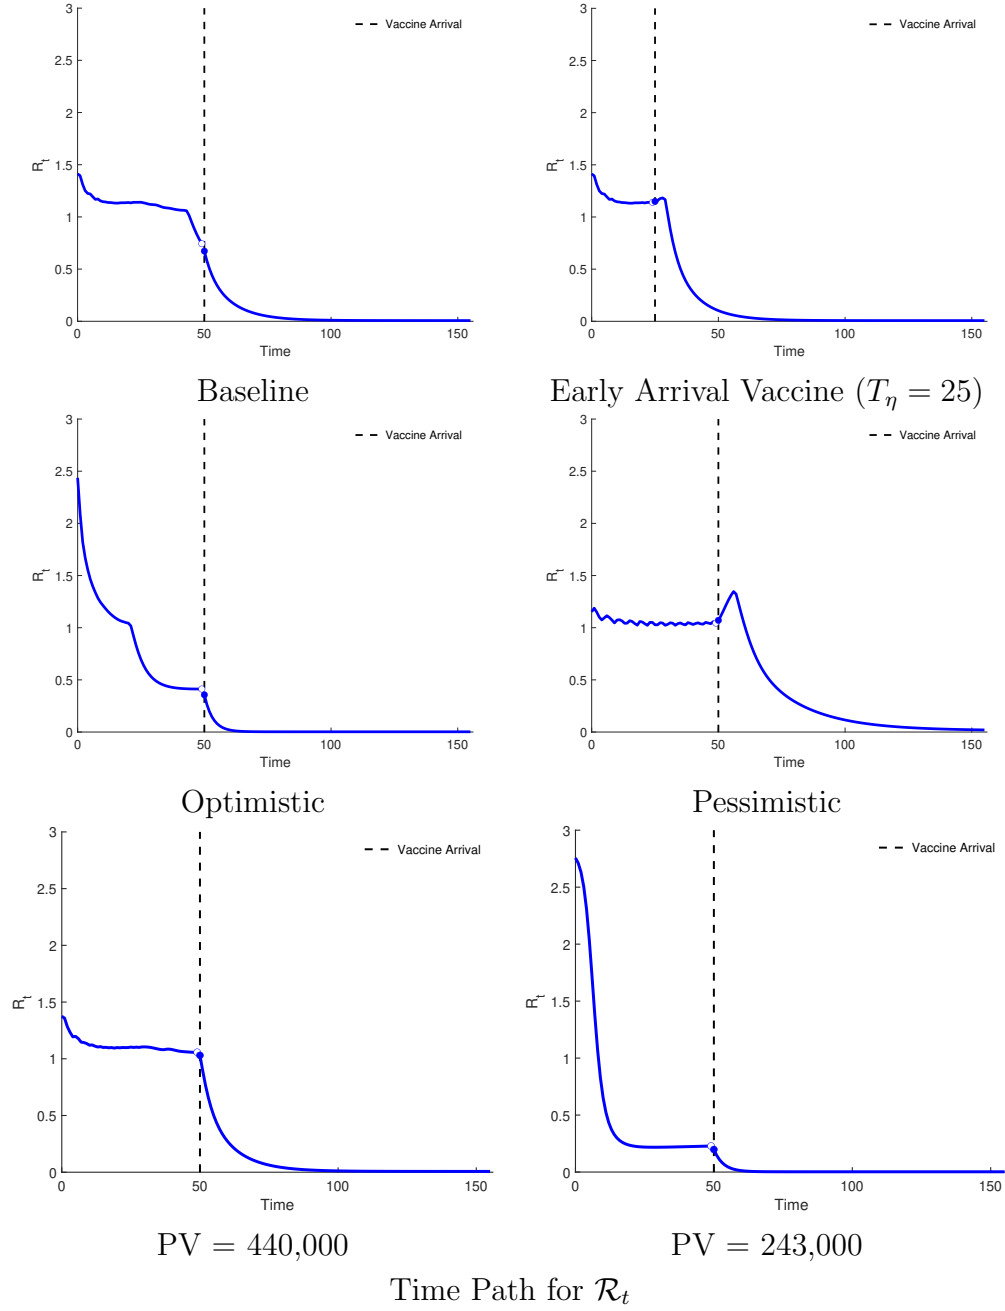 3
2.5
2
1.5
1
0.5
0
R_t
0 50 100 150
Time
Vaccine Arrival
Baseline
3
2.5
2
1.5
1
0.5
0
R_t
0 50 100 150
Time
Vaccine Arrival
Early Arrival Vaccine ($T_\eta = 25$)
3
2.5
2
1.5
1
0.5
0
R_t
0 50 100 150
Time
Vaccine Arrival
Optimistic
3
2.5
2
1.5
1
0.5
0
R_t
0 50 100 150
Time
Vaccine Arrival
Pessimistic
3
2.5
2
1.5
1
0.5
0
R_t
0 50 100 150
Time
Vaccine Arrival
PV = 440,000
3
2.5
2
1.5
1
0.5
0
R_t
0 50 100 150
Time
Vaccine Arrival
PV = 243,000
Time Path for $\mathcal{R}_t$